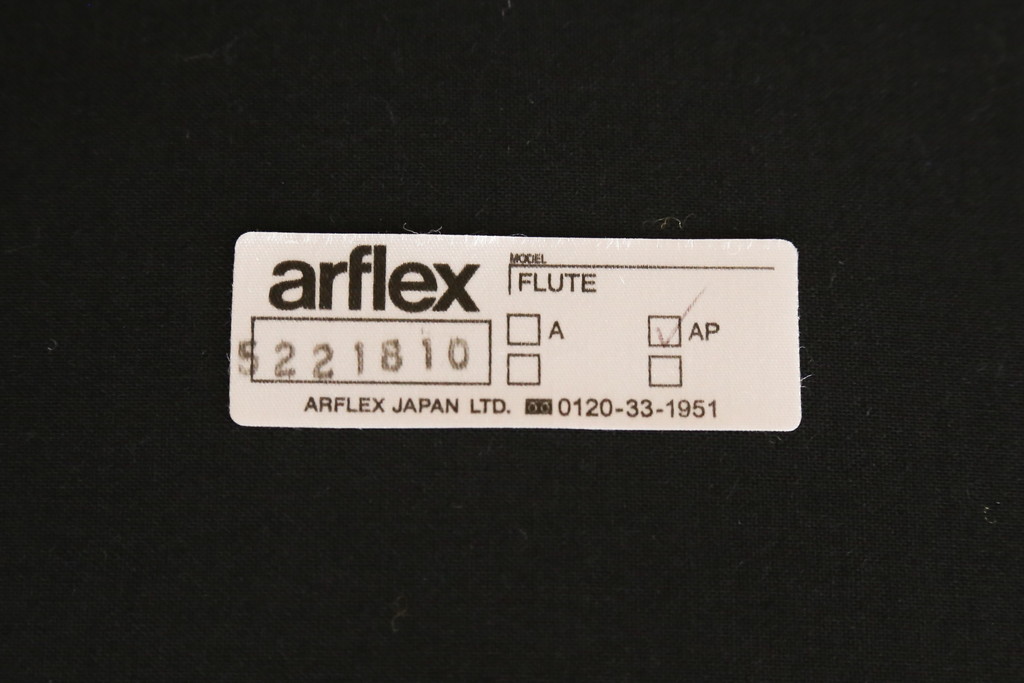 arflex
5221810
MODEL
FLUTE
A
AP
ARFLEX JAPAN LTD. 0120-33-1951